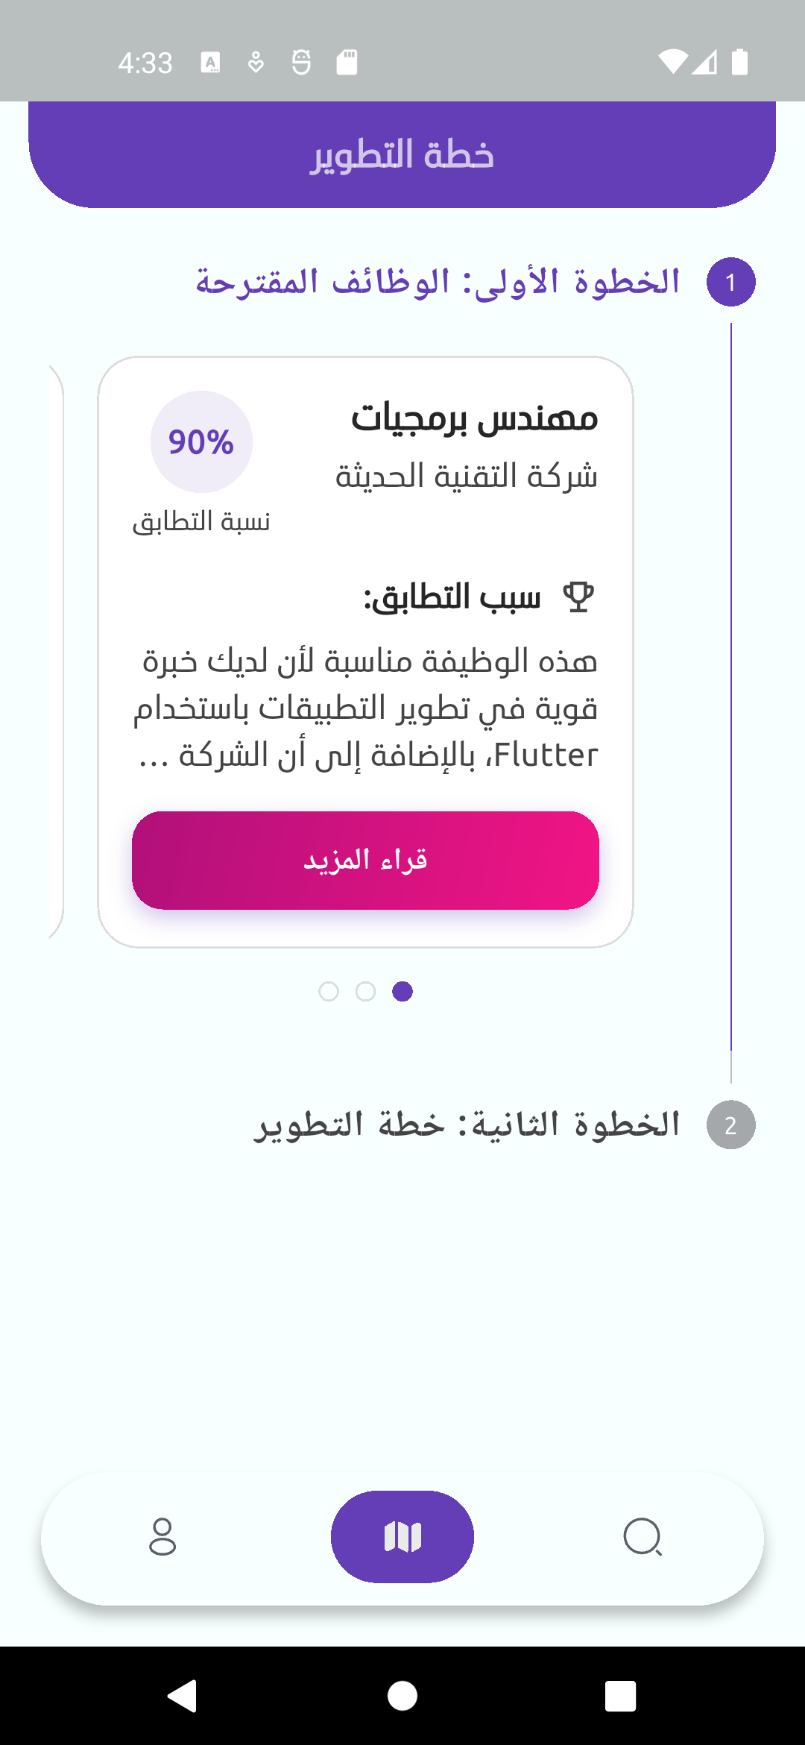 4:33
خطة التطوير
1
الخطوة الأولى: الوظائف المقترحة
مهندس برمجيات
شركة التقنية الحديثة
90%
نسبة التطابق
سبب التطابق:
هذه الوظيفة مناسبة لأن لديك خبرة
قوية في تطوير التطبيقات باستخدام
Flutter، بالإضافة إلى أن الشركة ...
قراء المزيد
2
الخطوة الثانية: خطة التطوير